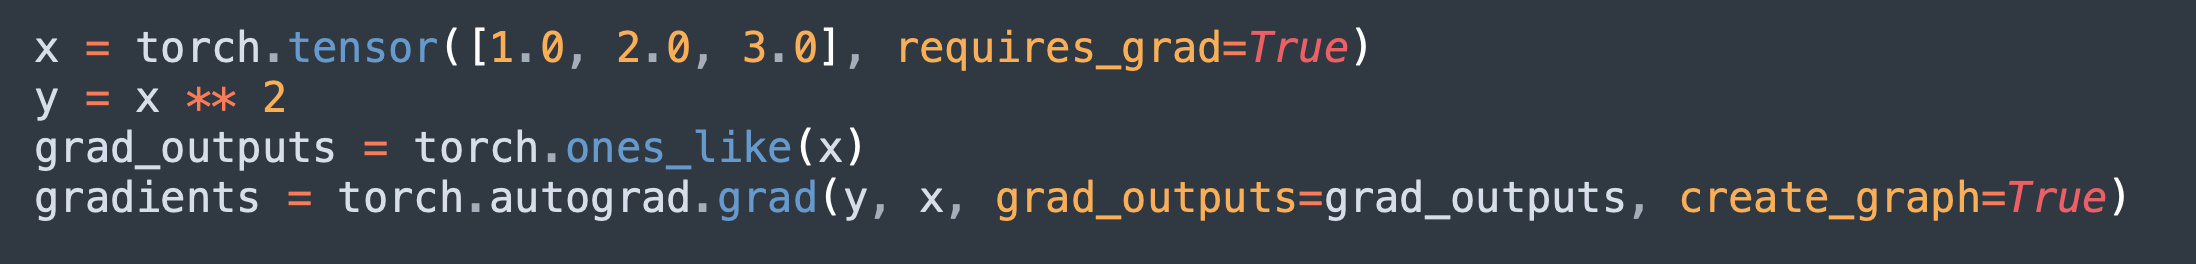 x = torch.tensor([1.0, 2.0, 3.0], requires_grad=True)
y = x ** 2
grad_outputs = torch.ones_like(x)
gradients = torch.autograd.grad(y, x, grad_outputs=grad_outputs, create_graph=True)